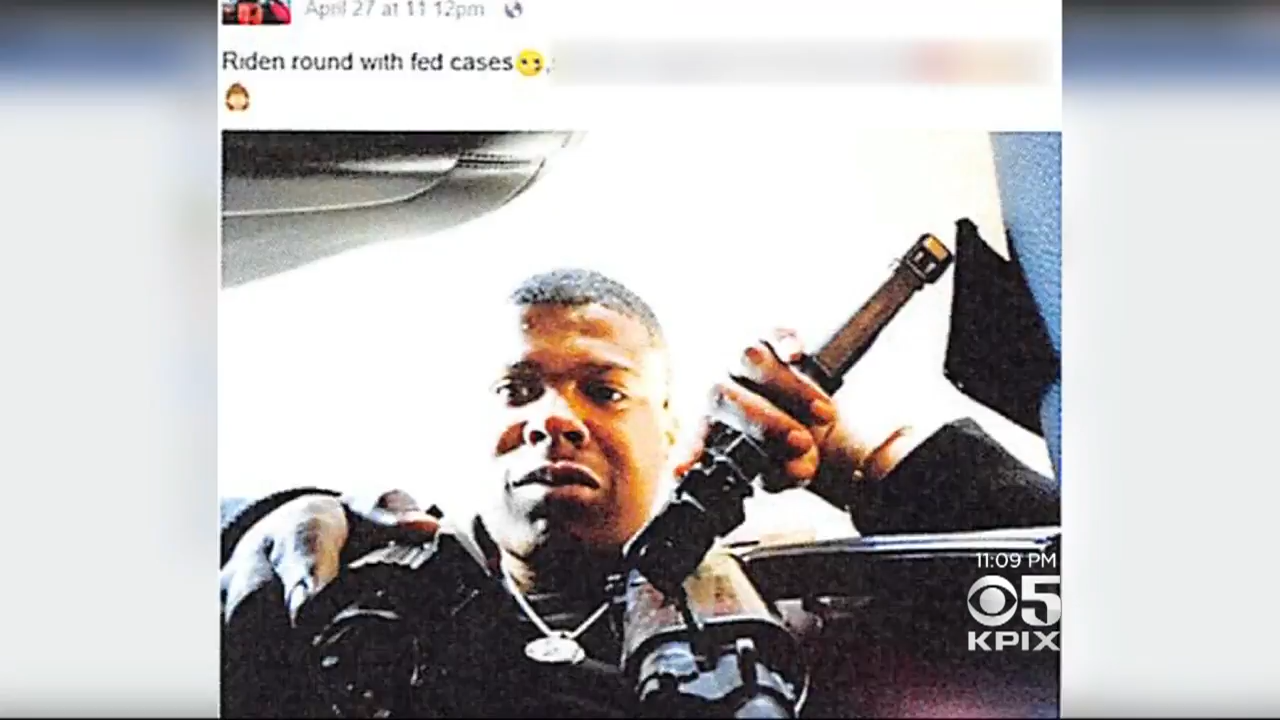 April 27 at 11 12pm
Riden round with fed cases
11:09 PM
5
KPIX